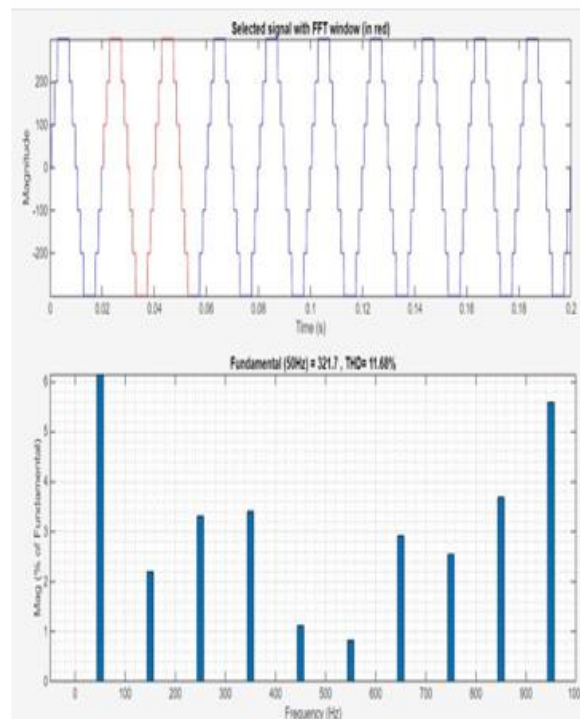 Selected signal with FFT window (in red)
200
100
0
-100
-200
Magnitude
0 0.02 0.04 0.06 0.08 0.1 0.12 0.14 0.16 0.18 0.2
Time (s)
Fundamental (50Hz) = 321.7 , THD= 11.68%
6
5
4
3
2
1
0
Mag (% of Fundamental)
0 100 200 300 400 500 600 700 800 900 1000
Frequency (Hz)